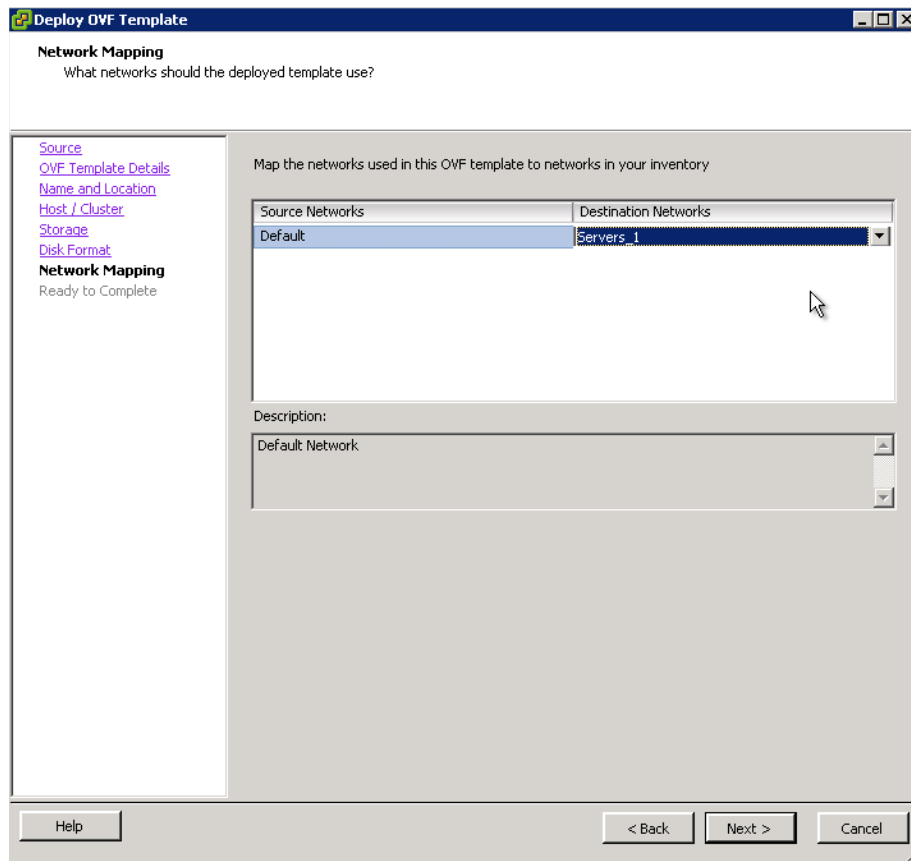 Deploy OVF Template
Network Mapping
What networks should the deployed template use?
Source
OVF Template Details
Name and Location
Host / Cluster
Storage
Disk Format
Network Mapping
Ready to Complete
Map the networks used in this OVF template to networks in your inventory
Source Networks Destination Networks
Default Servers_1
Description:
Default Network
Help < Back Next > Cancel